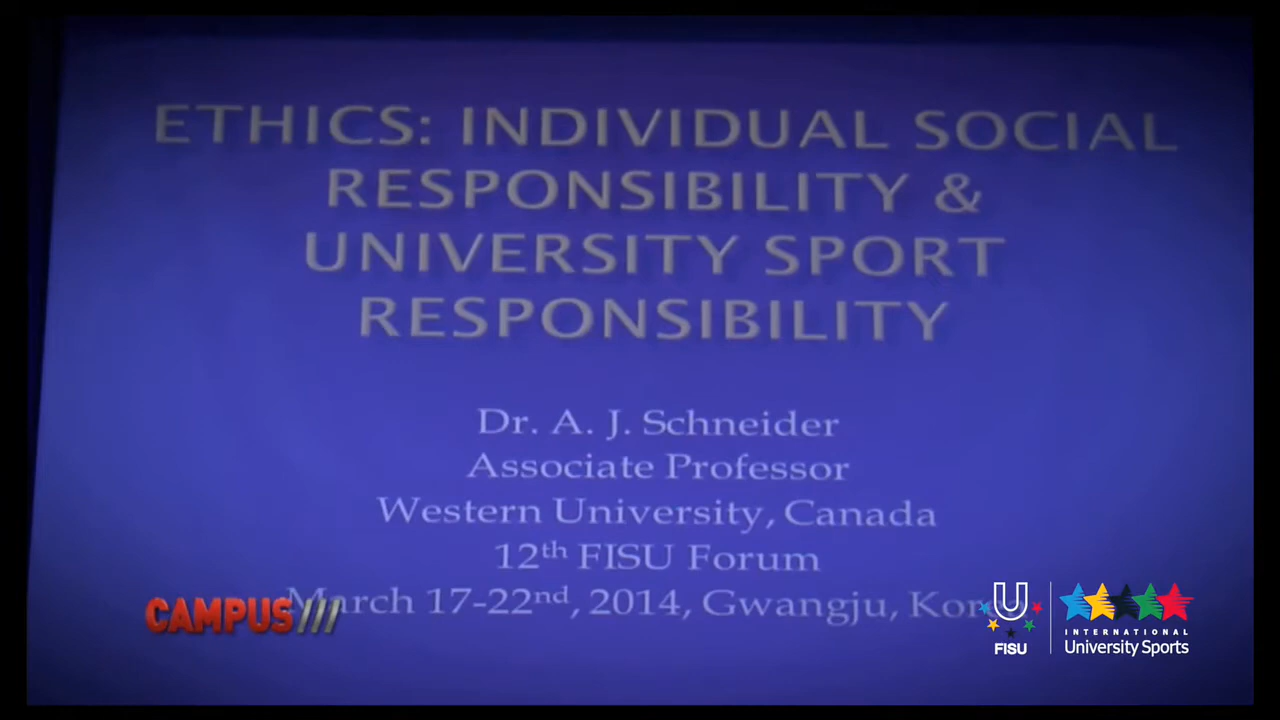 ETHICS: INDIVIDUAL SOCIAL
RESPONSIBILITY &
UNIVERSITY SPORT
RESPONSIBILITY
Dr. A. J. Schneider
Associate Professor
Western University, Canada
12th FISU Forum
March 17-22nd, 2014, Gwangju, Kor
CAMPUS
FISU
INTERNATIONAL
University Sports